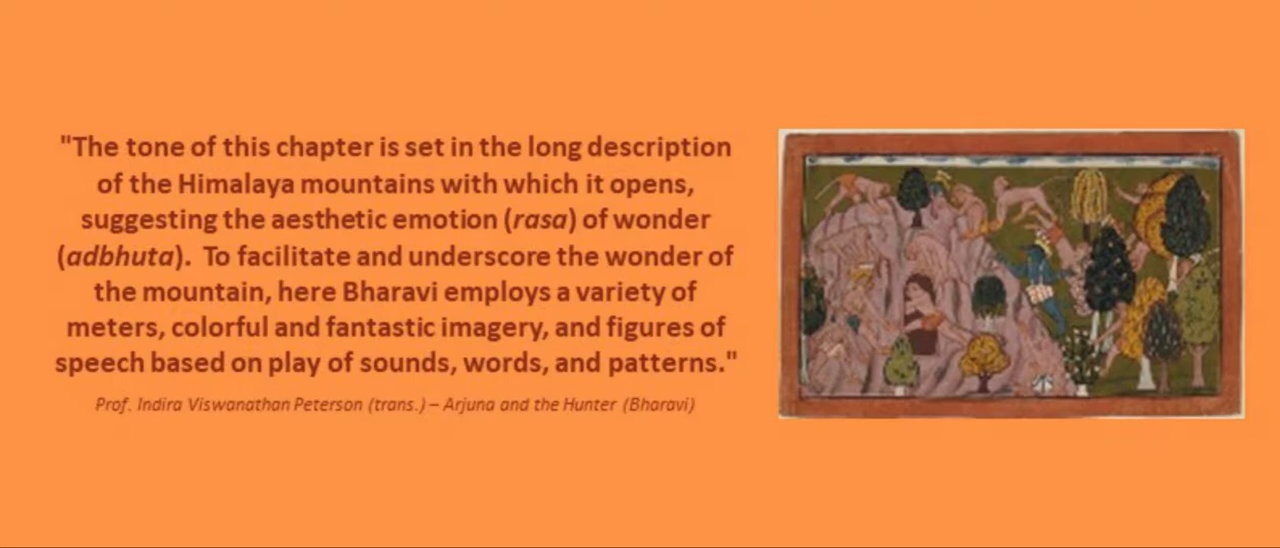 "The tone of this chapter is set in the long description
of the Himalaya mountains with which it opens,
suggesting the aesthetic emotion (rasa) of wonder
(adbhuta).  To facilitate and underscore the wonder of
the mountain, here Bharavi employs a variety of
meters, colorful and fantastic imagery, and figures of
speech based on play of sounds, words, and patterns."
Prof. Indira Viswanathan Peterson (trans.) – Arjuna and the Hunter (Bharavi)